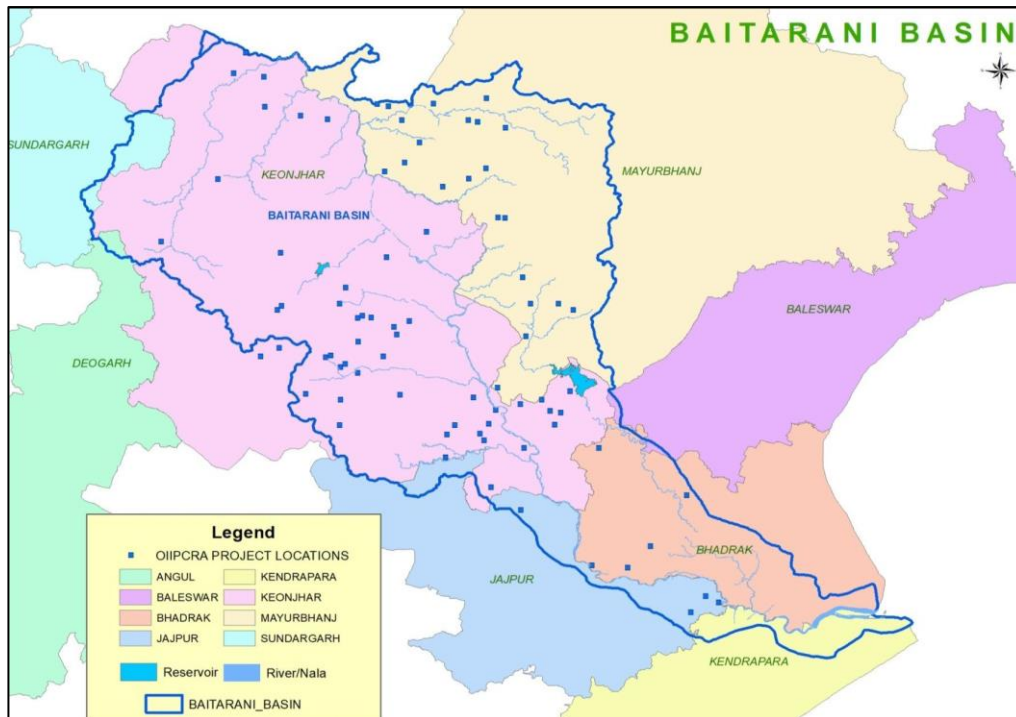 BAITARANI BASIN
SUNDARGARH
KEONJHAR
MAYURBHANJ
BAITARANI BASIN
BALESWAR
DEOGARH
BHADRAK
JAJPUR
KENDRAPARA
Legend
OIIPCRA PROJECT LOCATIONS
ANGUL KENDRAPARA
BALESWAR KEONJHAR
BHADRAK MAYURBHANJ
JAJPUR SUNDARGARH
Reservoir River/Nala
BAITARANI_BASIN